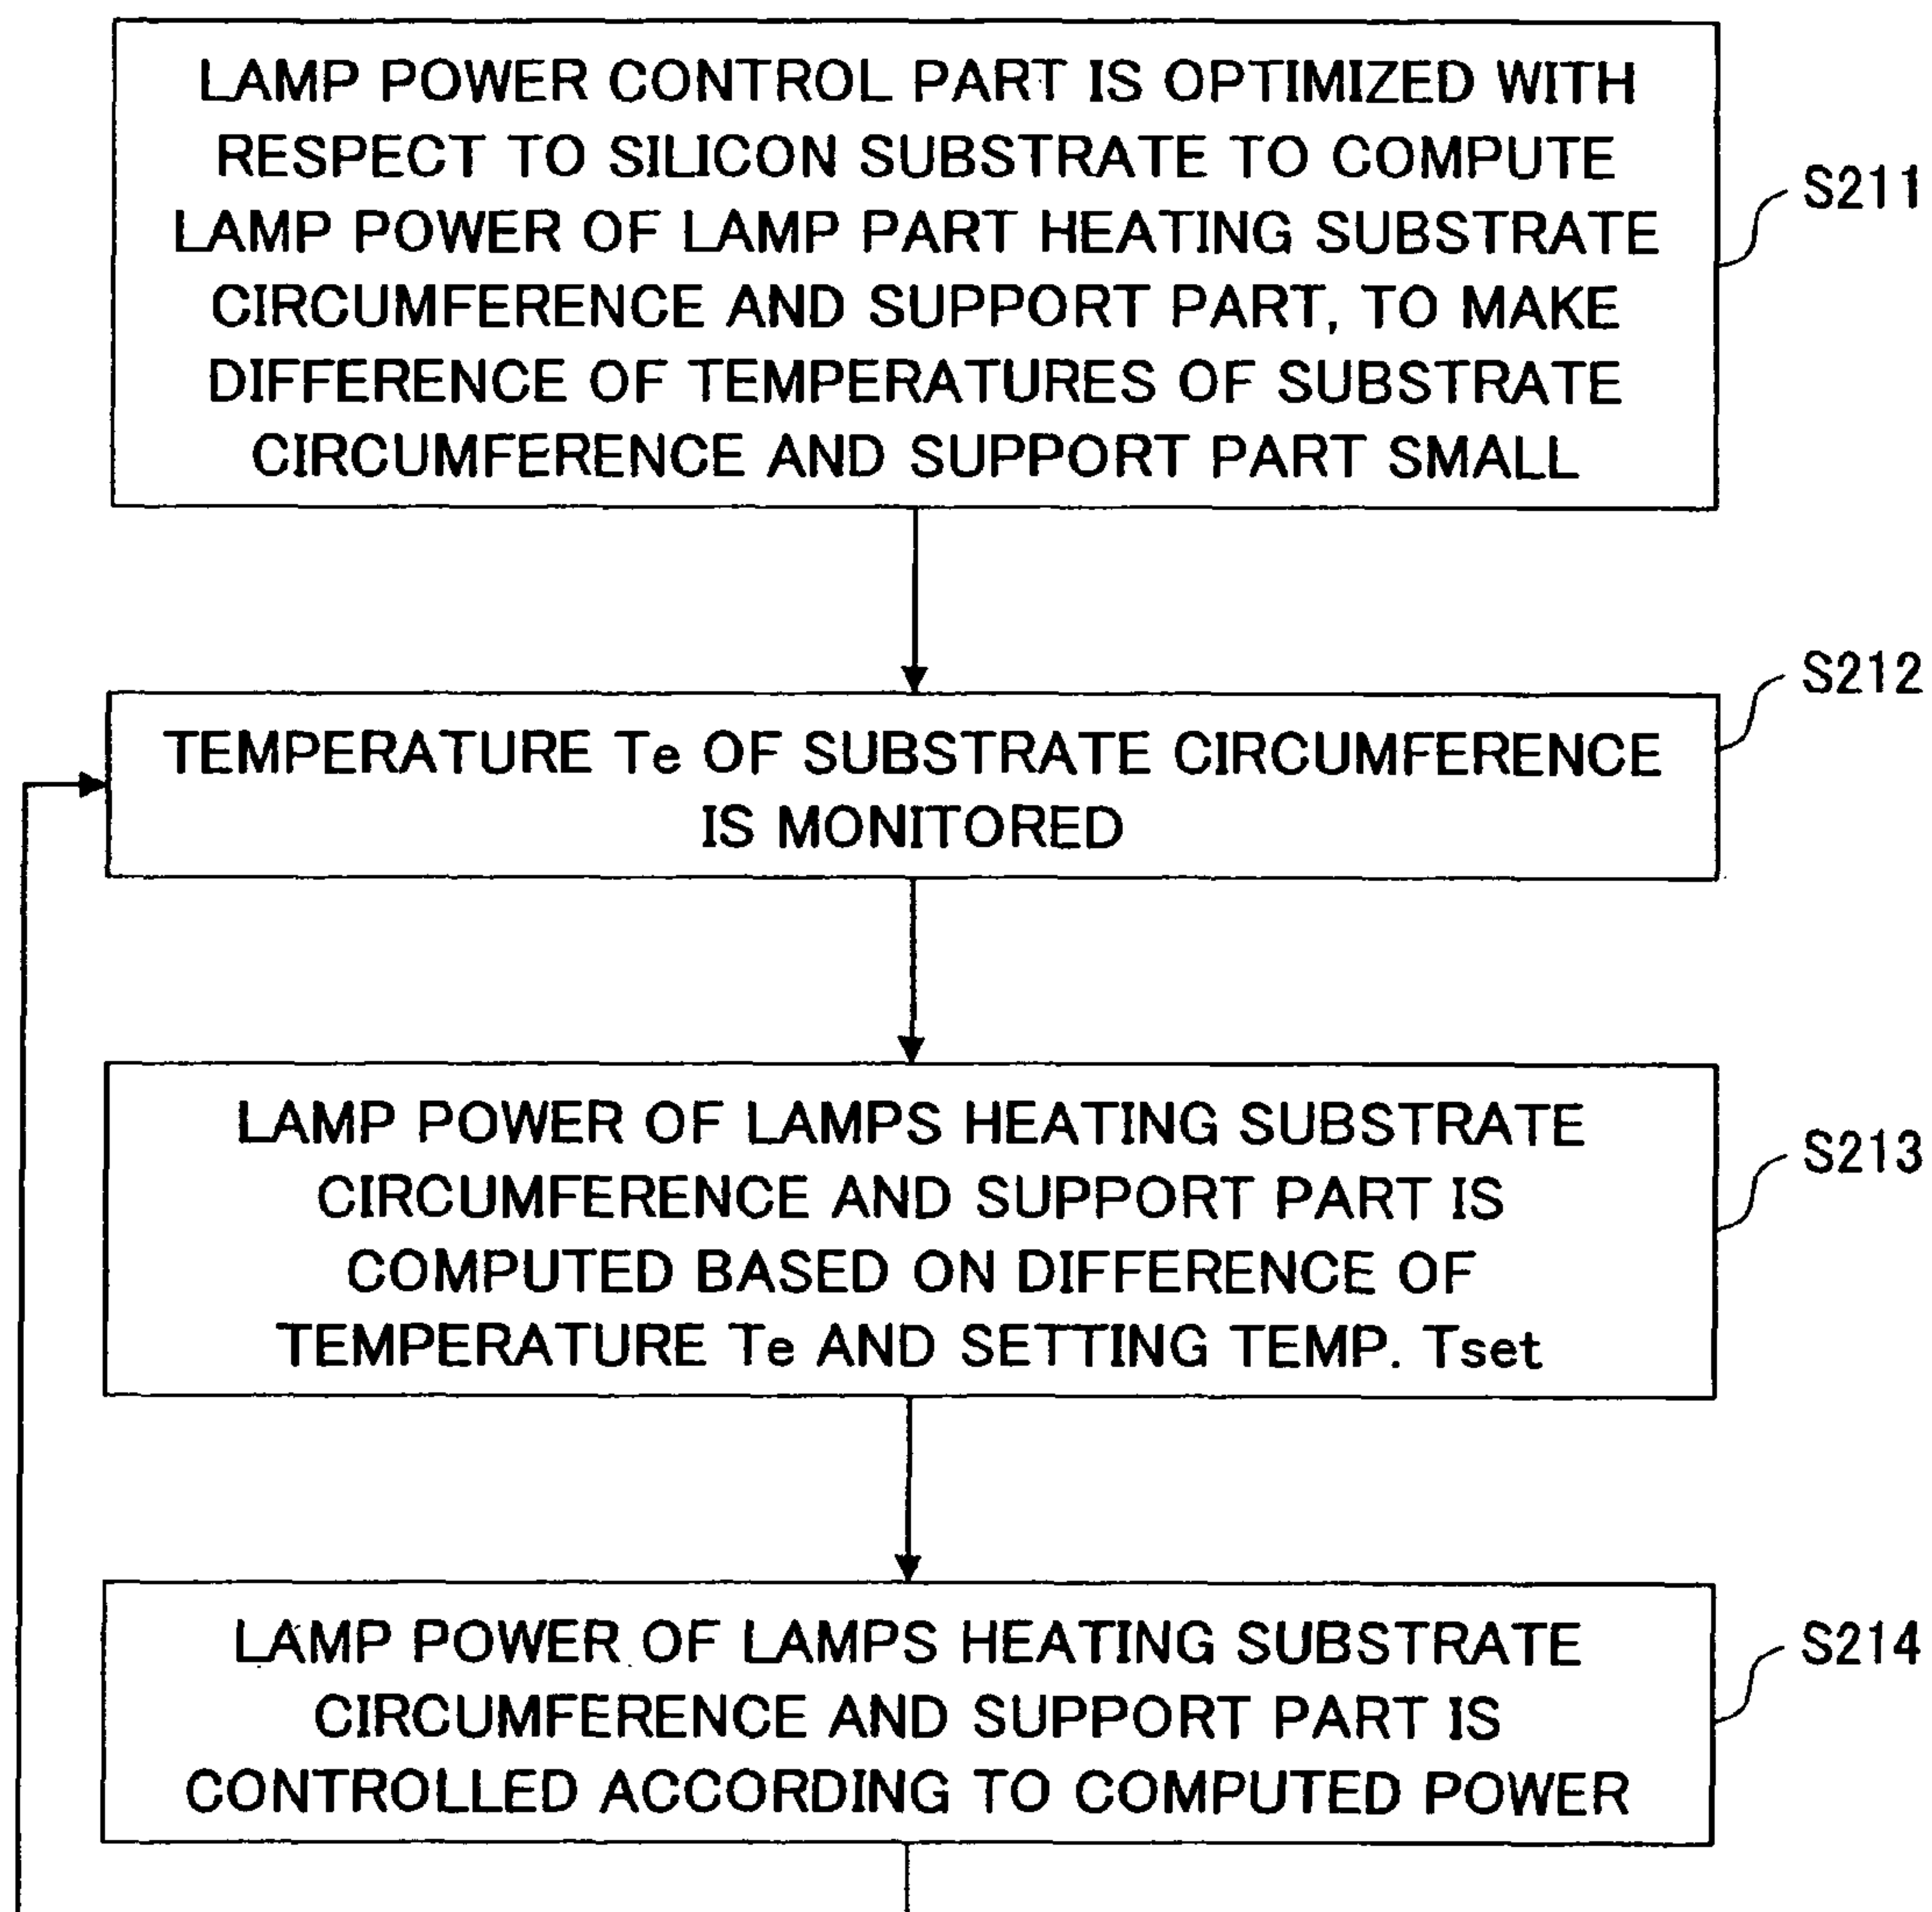 LAMP POWER CONTROL PART IS OPTIMIZED WITH
RESPECT TO SILICON SUBSTRATE TO COMPUTE
LAMP POWER OF LAMP PART HEATING SUBSTRATE
CIRCUMFERENCE AND SUPPORT PART, TO MAKE
DIFFERENCE OF TEMPERATURES OF SUBSTRATE
CIRCUMFERENCE AND SUPPORT PART SMALL
S211
TEMPERATURE Te OF SUBSTRATE CIRCUMFERENCE
IS MONITORED
S212
LAMP POWER OF LAMPS HEATING SUBSTRATE
CIRCUMFERENCE AND SUPPORT PART IS
COMPUTED BASED ON DIFFERENCE OF
TEMPERATURE Te AND SETTING TEMP. Tset
S213
LAMP POWER OF LAMPS HEATING SUBSTRATE
CIRCUMFERENCE AND SUPPORT PART IS
CONTROLLED ACCORDING TO COMPUTED POWER
S214